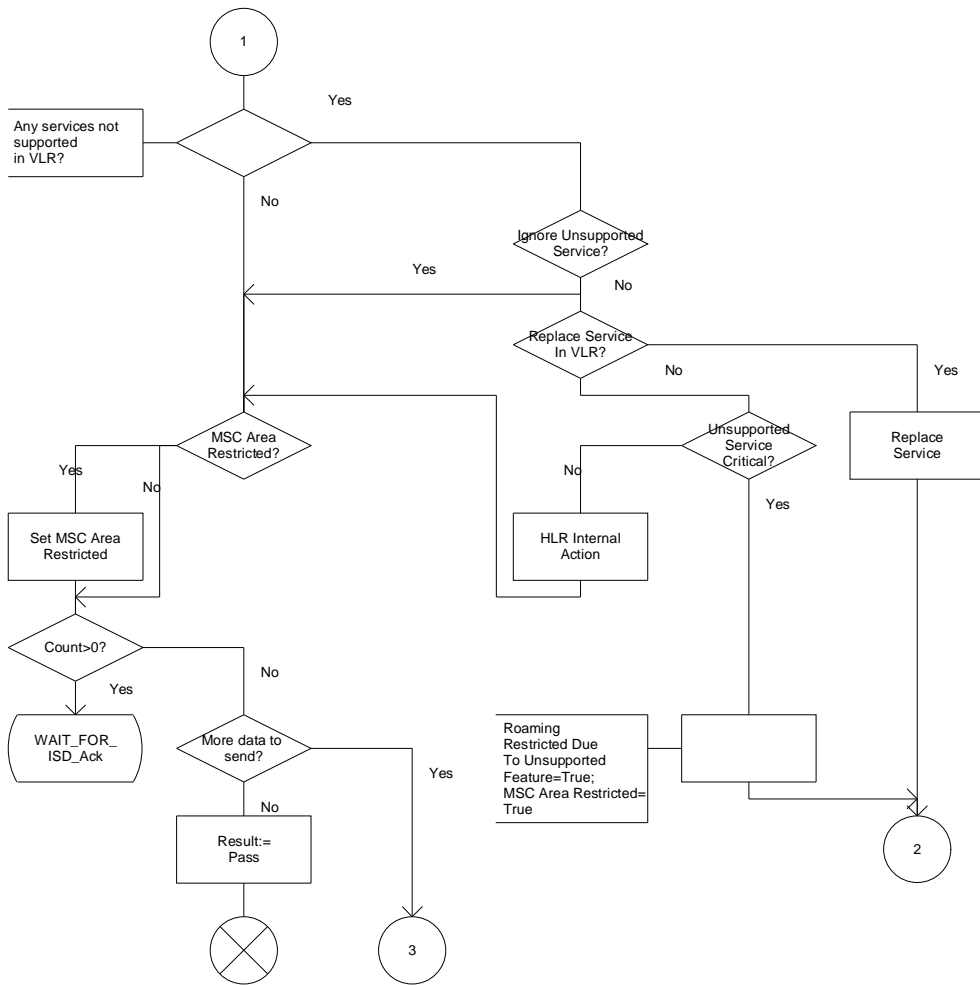 1
Yes
Any services not
supported
in VLR?
No
Ignore Unsupported
Service?
Yes
No
Replace Service
In VLR?
No
Yes
MSC Area
Restricted?
Unsupported
Service
Critical?
Replace
Service
Yes
No
No
Yes
Set MSC Area
Restricted
HLR Internal
Action
Count>0?
No
Yes
WAIT_FOR_
ISD_Ack
More data to
send?
Yes
Roaming
Restricted Due
To Unsupported
Feature=True;
MSC Area Restricted=
True
No
Result:=
Pass
2
3